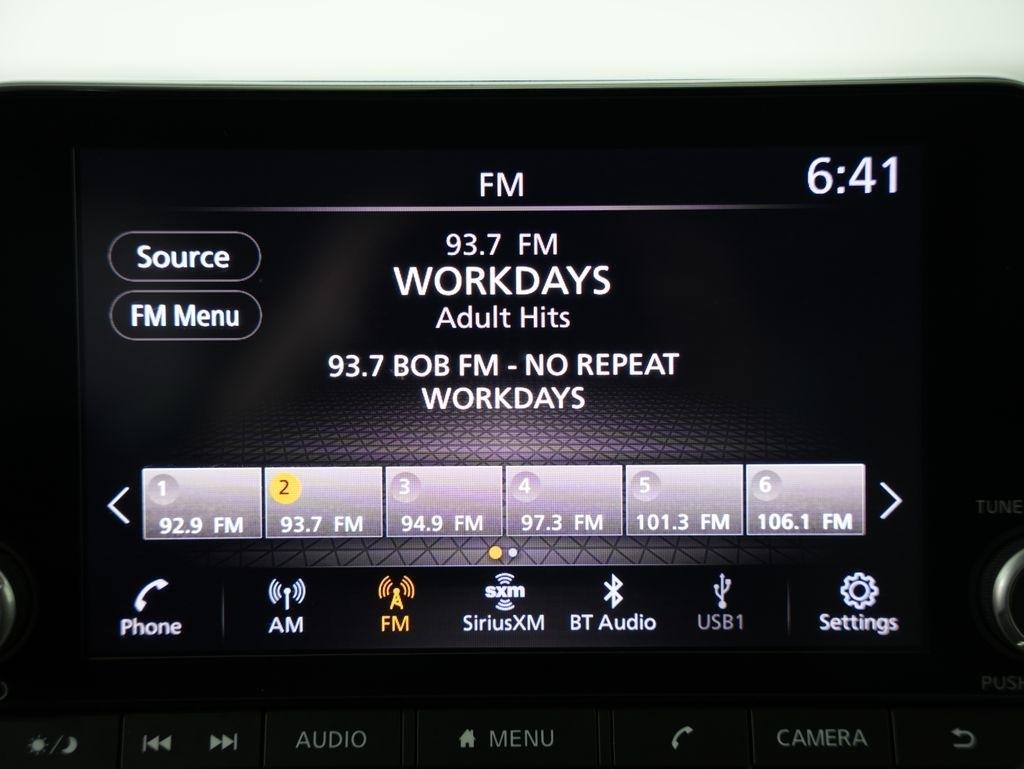 FM
6:41
Source
FM Menu
93.7 FM
WORKDAYS
Adult Hits
93.7 BOB FM - NO REPEAT
WORKDAYS
1
92.9 FM
2
93.7 FM
3
94.9 FM
4
97.3 FM
5
101.3 FM
6
106.1 FM
Phone
AM
FM
sxm
SiriusXM
BT Audio
USB1
Settings
TUNE
PUSH
AUDIO
MENU
CAMERA